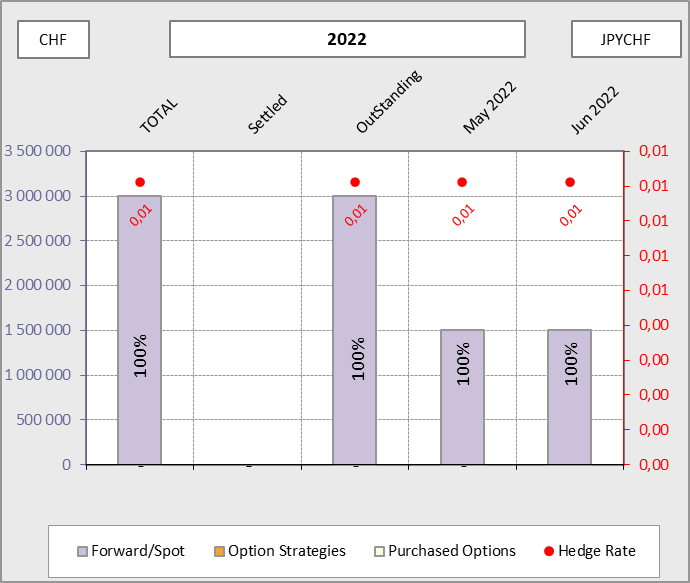 CHF
2022
JPYCHF
TOTAL
Settled
OutStanding
May 2022
Jun 2022
3 500 000
3 000 000
2 500 000
2 000 000
1 500 000
1 000 000
500 000
0
0,01
0,01
0,01
0,01
100%
100%
100%
100%
-
-
-
-
0,01
0,01
0,01
0,01
0,01
0,00
0,00
0,00
0,00
0,00
Forward/Spot
Option Strategies
Purchased Options
Hedge Rate